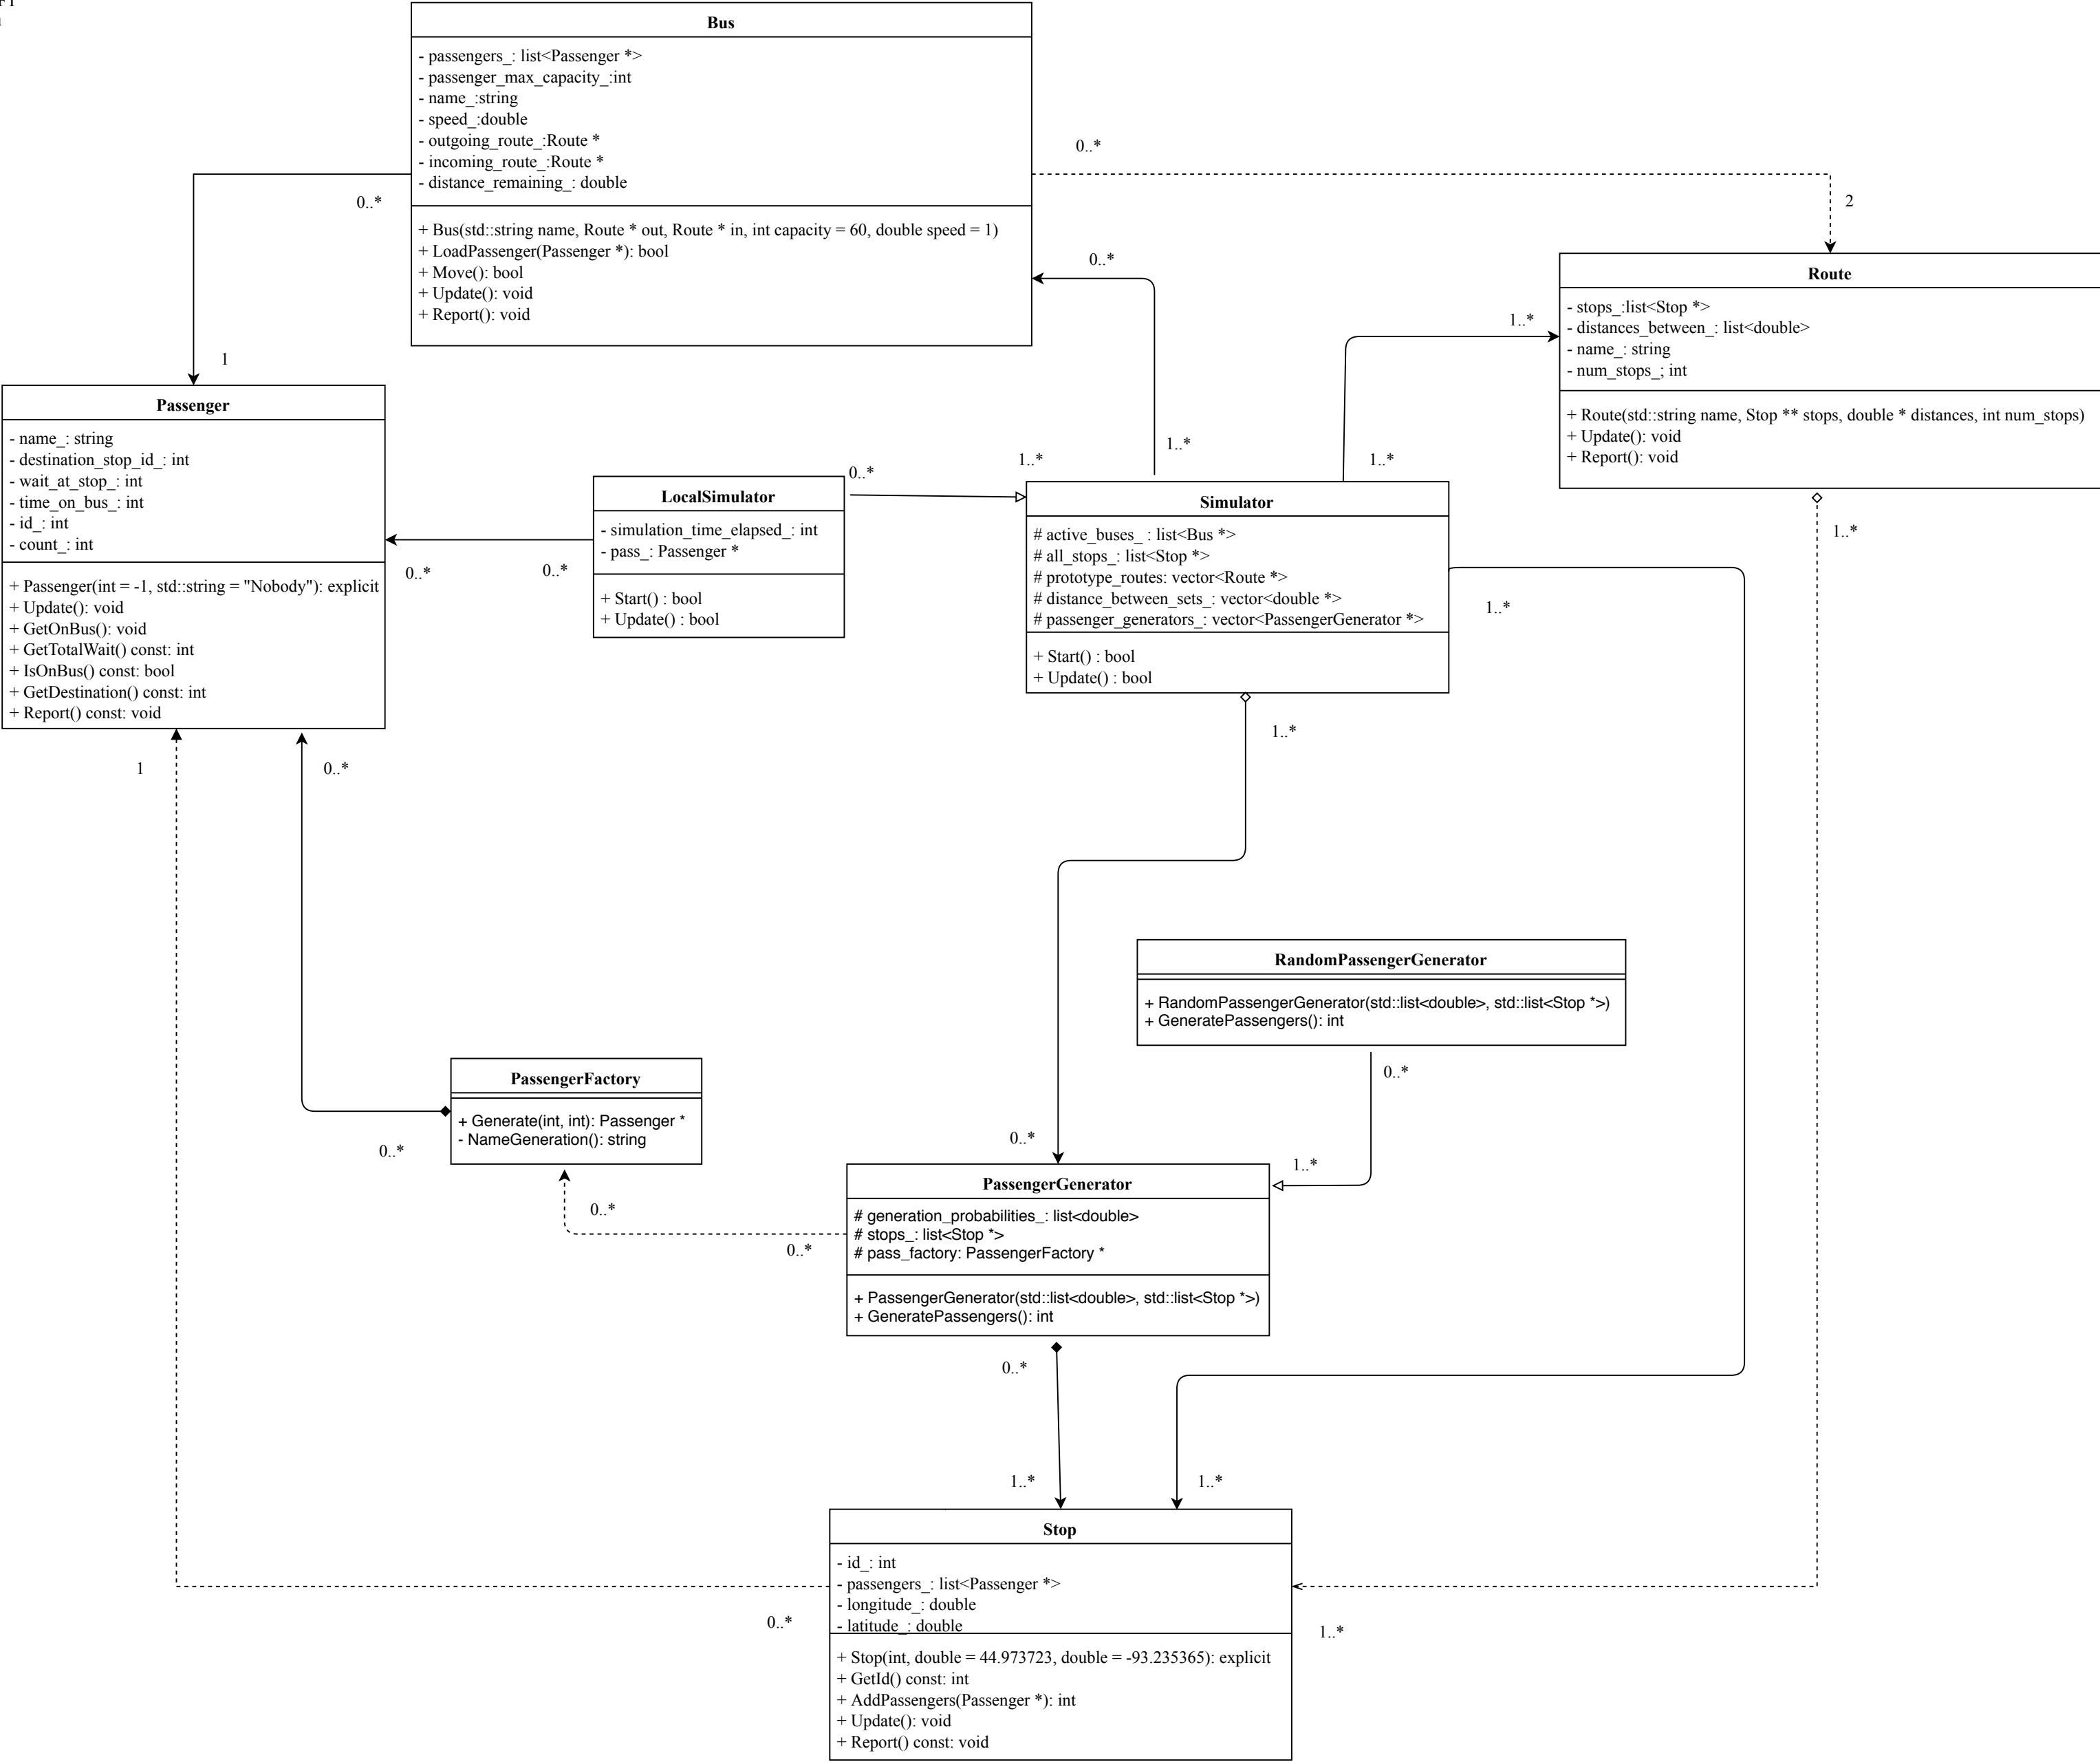 Bus
- passengers_: list<Passenger *>
- passenger_max_capacity_:int
- name_:string
- speed_:double
- outgoing_route_:Route *
- incoming_route_:Route *
- distance_remaining_: double
+ Bus(std::string name, Route * out, Route * in, int capacity = 60, double speed = 1)
+ LoadPassenger(Passenger *): bool
+ Move(): bool
+ Update(): void
+ Report(): void
0..*
2
0..*
1
0..*
1..*
Route
- stops_:list<Stop *>
- distances_between_: list<double>
- name_: string
- num_stops_; int
+ Route(std::string name, Stop ** stops, double * distances, int num_stops)
+ Update(): void
+ Report(): void
1..*
1..*
1..*
Passenger
- name_: string
- destination_stop_id_: int
- wait_at_stop_: int
- time_on_bus_: int
- id_: int
- count_: int
+ Passenger(int = -1, std::string = "Nobody"): explicit
+ Update(): void
+ GetOnBus(): void
+ GetTotalWait() const: int
+ IsOnBus() const: bool
+ GetDestination() const: int
+ Report() const: void
0..*
0..*
LocalSimulator
- simulation_time_elapsed_: int
- pass_: Passenger *
+ Start() : bool
+ Update() : bool
0..*
1..*
Simulator
# active_buses_ : list<Bus *>
# all_stops_: list<Stop *>
# prototype_routes: vector<Route *>
# distance_between_sets_: vector<double *>
# passenger_generators_: vector<PassengerGenerator *>
+ Start() : bool
+ Update() : bool
1..*
1..*
1
0..*
RandomPassengerGenerator
+ RandomPassengerGenerator(std::list<double>, std::list<Stop *>)
+ GeneratePassengers(): int
0..*
PassengerFactory
+ Generate(int, int): Passenger *
- NameGeneration(): string
0..*
0..*
1..*
0..*
0..*
PassengerGenerator
# generation_probabilities_: list<double>
# stops_: list<Stop *>
# pass_factory: PassengerFactory *
+ PassengerGenerator(std::list<double>, std::list<Stop *>)
+ GeneratePassengers(): int
0..*
1..*
1..*
Stop
- id_: int
- passengers_: list<Passenger *>
- longitude_: double
- latitude_: double
+ Stop(int, double = 44.973723, double = -93.235365): explicit
+ GetId() const: int
+ AddPassengers(Passenger *): int
+ Update(): void
+ Report() const: void
0..*
1..*